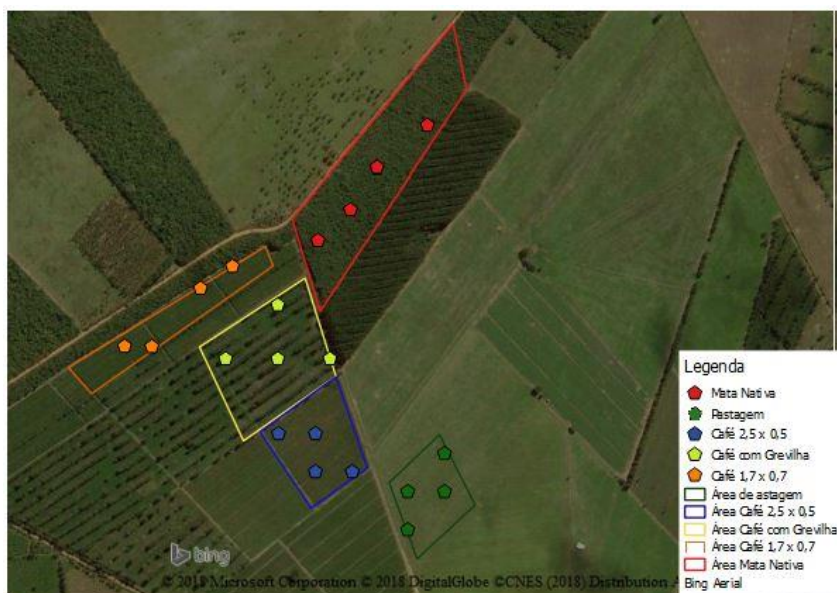 Legenda
Mata Nativa
Pastagem
Café 2,5 x 0,5
Café com Grevilha
Café 1,7 x 0,7
Área de astagem
Área Café 2,5 x 0,5
Área Café com Grevilha
Área Café 1,7 x 0,7
Área Mata Nativa
Bing Aerial
bing
© 2018 Microsoft Corporation © 2018 DigitalGlobe ©CNES (2018) Distribution A